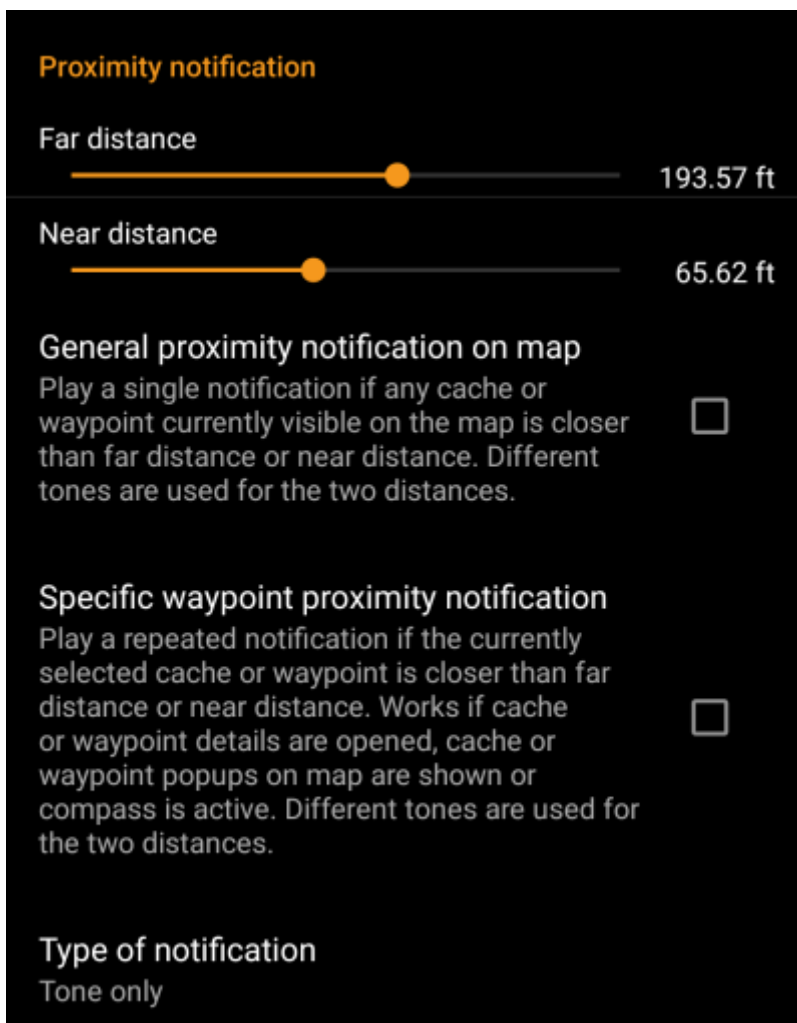 Proximity notification
Far distance
193.57 ft
Near distance
65.62 ft
General proximity notification on map
Play a single notification if any cache or
waypoint currently visible on the map is closer
than far distance or near distance. Different
tones are used for the two distances.
Specific waypoint proximity notification
Play a repeated notification if the currently
selected cache or waypoint is closer than far
distance or near distance. Works if cache
or waypoint details are opened, cache or
waypoint popups on map are shown or
compass is active. Different tones are used for
the two distances.
Type of notification
Tone only